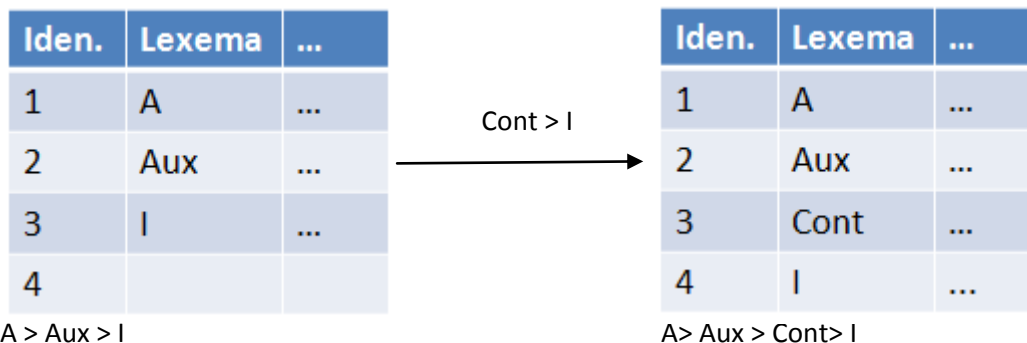 Iden. Lexema ...
1 A ...
2 Aux ...
3 I ...
4
A > Aux > I
Cont > I
Iden. Lexema ...
1 A ...
2 Aux ...
3 Cont ...
4 I ...
A> Aux > Cont> I